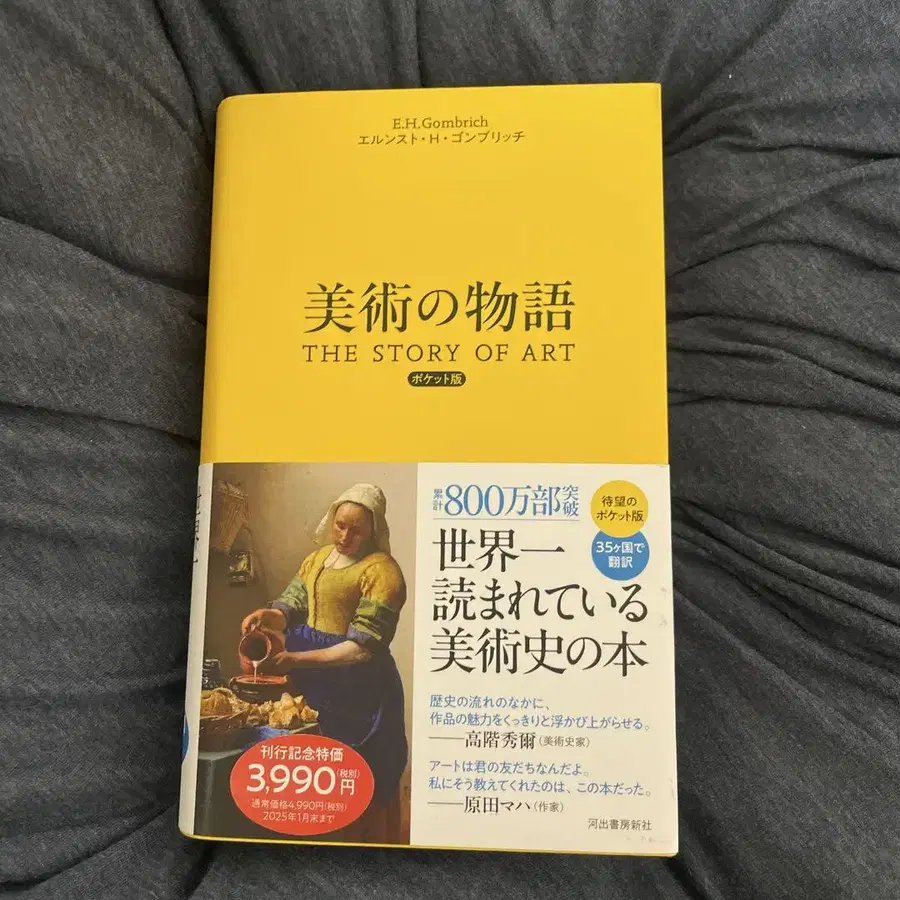 E.H.Gombrich
エルンスト・H・ゴンブリッチ
美術の物語
THE STORY OF ART
ポケット版
累計800万部突破
待望の
ポケット版
35ヶ国で
翻訳
世界一
読まれている
美術史の本
歴史の流れのなかに、
作品の魅力をくっきりと浮かび上がらせる。
──高階秀爾(美術史家)
アートは君の友だちなんだよ。
私にそう教えてくれたのは、この本だった。
──原田マハ(作家)
河出書房新社
刊行記念特価
3,990円(税別)
通常価格4,990円(税別)
2025年1月末まで